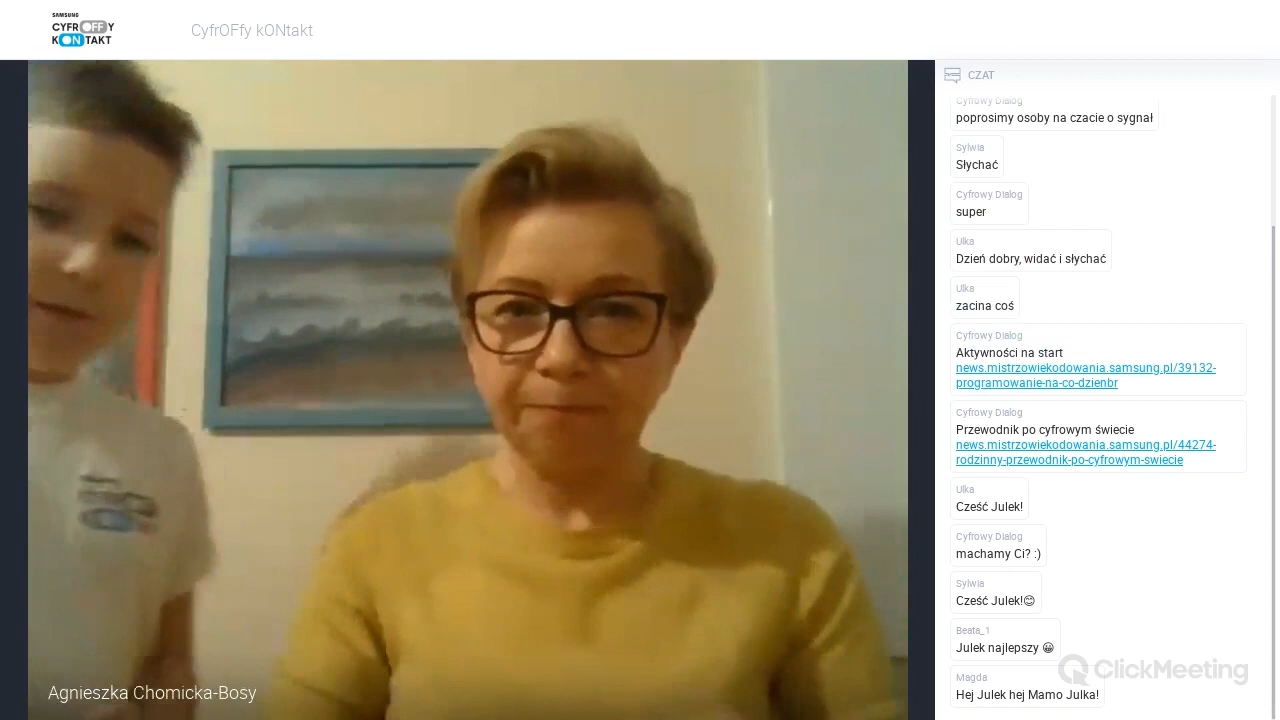 SAMSUNG
CYFROFFY
KONTAKT
CyfrOFfy kONtakt
CZAT
Cyfrowy Dialog
poprosimy osoby na czacie o sygnał
Sylwia
Słychać
Cyfrowy Dialog
super
Ulka
Dzień dobry, widać i słychać
Ulka
zacina coś
Cyfrowy Dialog
Aktywności na start
news.mistrzowiekodowania.samsung.pl/39132-
programowanie-na-co-dzienbr
Cyfrowy Dialog
Przewodnik po cyfrowym świecie
news.mistrzowiekodowania.samsung.pl/44274-
rodzinny-przewodnik-po-cyfrowym-swiecie
Ulka
Cześć Julek!
Cyfrowy Dialog
machamy Ci? :)
Sylwia
Cześć Julek!😊
Beata_1
Julek najlepszy 😀
Magda
Hej Julek hej Mamo Julka!
ClickMeeting
Agnieszka Chomicka-Bosy